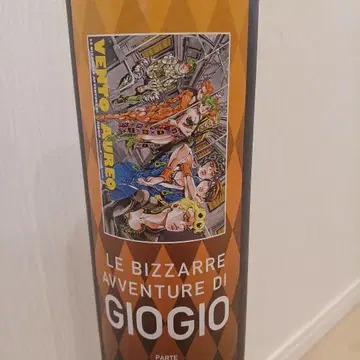 VENTO AUREO
LE BIZZARRE
AVVENTURE DI
GIOGIO
PARTE